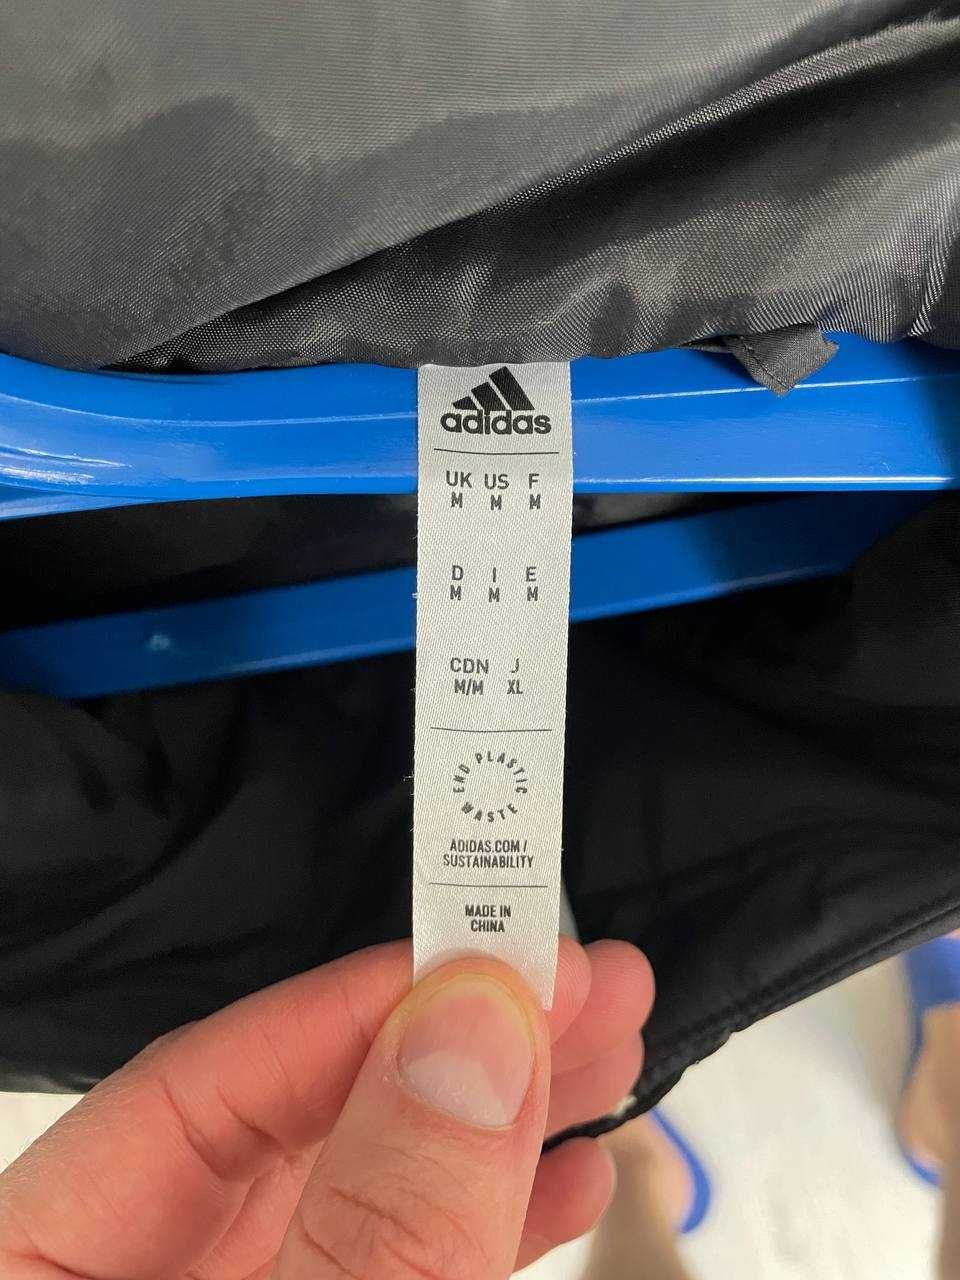 adidas
UK US F
M M M
D I E
M M M
CDN J
M/M XL
END PLASTIC WASTE
ADIDAS.COM/
SUSTAINABILITY
MADE IN
CHINA